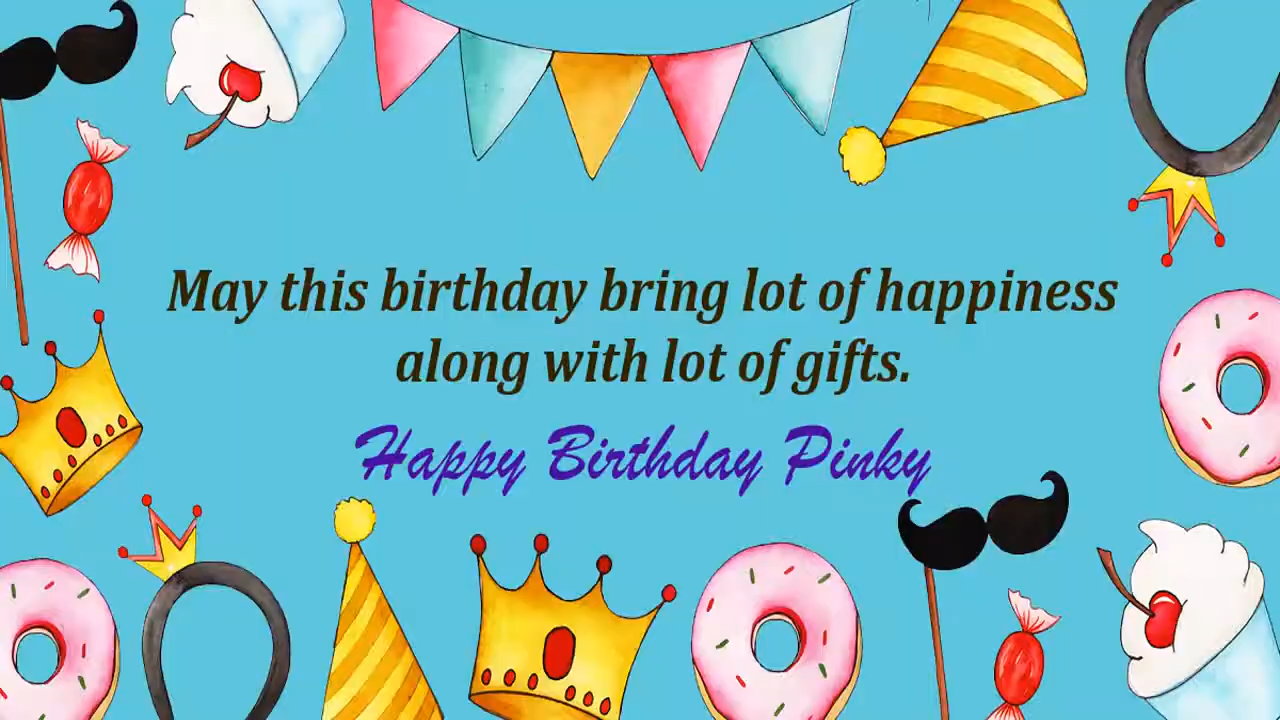 May this birthday bring lot of happiness
along with lot of gifts.
Happy Birthday Pinky